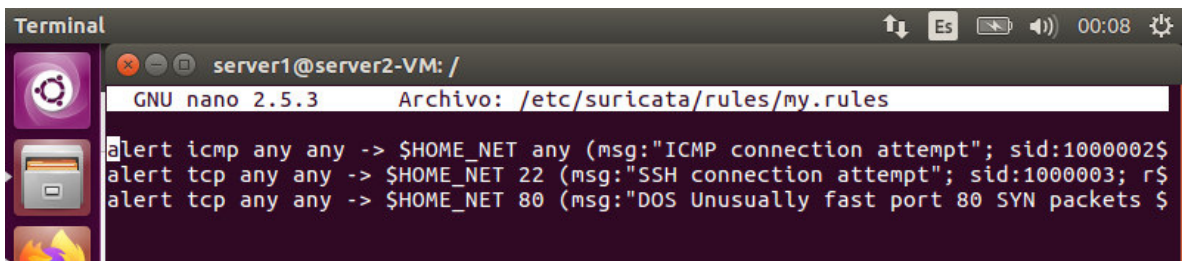 Terminal
Es
00:08
server1@server2-VM: /
GNU nano 2.5.3 Archivo: /etc/suricata/rules/my.rules
alert icmp any any -> $HOME_NET any (msg:"ICMP connection attempt"; sid:1000002$
alert tcp any any -> $HOME_NET 22 (msg:"SSH connection attempt"; sid:1000003; r$
alert tcp any any -> $HOME_NET 80 (msg:"DOS Unusually fast port 80 SYN packets $